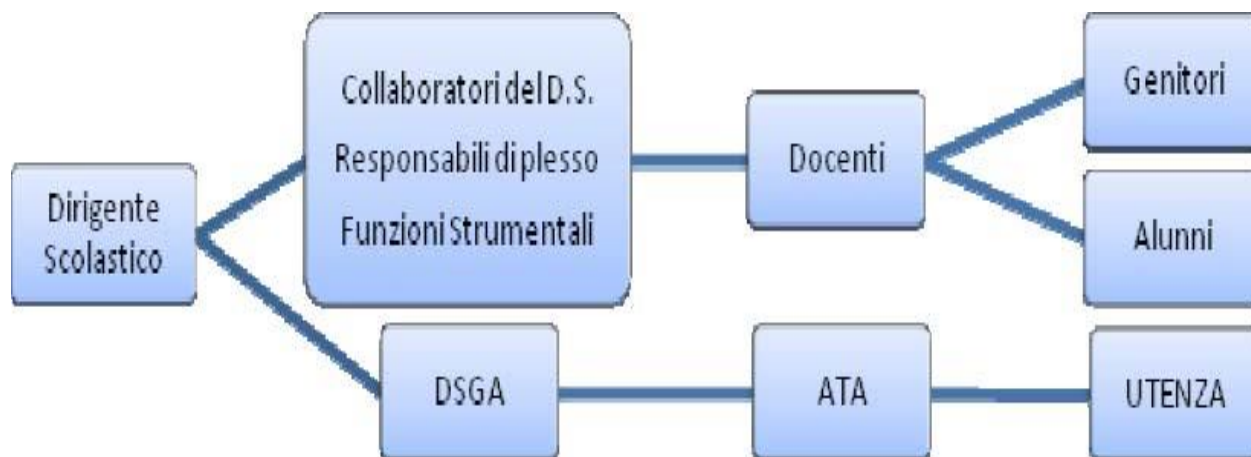 Dirigente
Scolastico
Collaboratori del D.S.
Responsabili di plesso
Funzioni Strumentali
Docenti
Genitori
Alunni
DSGA
ATA
UTENZA